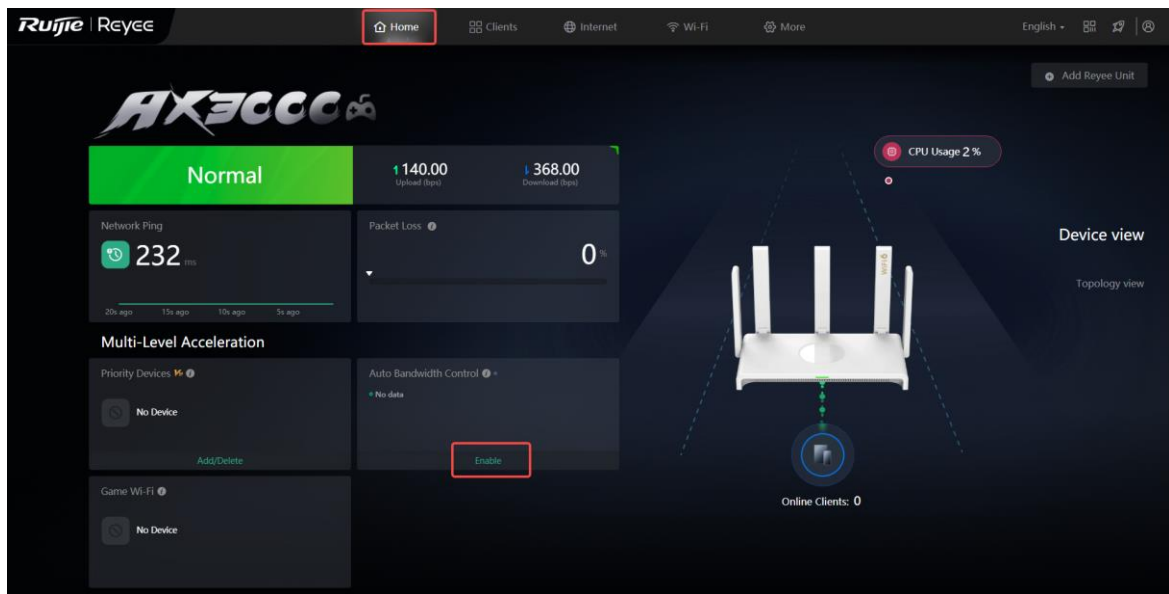 Ruijie | Reyee
Home
Clients
Internet
Wi-Fi
More
English
Add Reyee Unit
AX3000
Normal
140.00
Upload (bps)
368.00
Download (bps)
CPU Usage 2 %
Network Ping
232 ms
20s ago 15s ago 10s ago 5s ago
Packet Loss
0 %
Device view
Topology view
WiFi 6
Multi-Level Acceleration
Priority Devices
No Device
Add/Delete
Auto Bandwidth Control
No data
Enable
Game Wi-Fi
No Device
Online Clients: 0